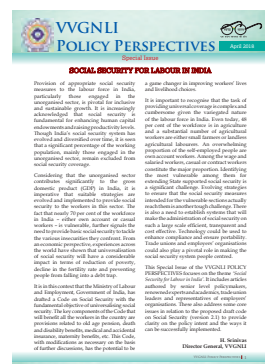 VVGNLI
POLICY PERSPECTIVES
April 2018
Special Issue
SOCIAL SECURITY FOR LABOUR IN INDIA
Provision of appropriate social security
measures to the labour force in India,
particularly those engaged in the
unorganised sector, is pivotal for inclusive
and sustainable growth. It is increasingly
acknowledged that social security is
fundamental for enhancing human capital
endowments and raising productivity levels.
Though India's social security system has
evolved and diversified over time, it is seen
that a significant percentage of the working
population, mainly those engaged in the
unorganised sector, remain excluded from
social security coverage.
Considering that the unorganised sector
contributes significantly to the gross
domestic product (GDP) in India, it is
imperative that suitable strategies are
evolved and implemented to provide social
security to the workers in this sector. The
fact that nearly 70 per cent of the workforce
in India – either own account or casual
workers – is vulnerable, further signals the
need to provide basic social security to tackle
the various insecurities they confront. From
an economic perspective, experiences around
the world have shown that universalisation
of social security will have a considerable
impact in terms of reduction of poverty,
decline in the fertility rate and preventing
people from falling into a debt trap.
It is in this context that the Ministry of Labour
and Employment, Government of India, has
drafted a Code on Social Security with the
fundamental objective of universalising social
security. The key components of the Code that
will benefit all the workers in the country are
provisions related to old age pension, death
and disability benefits, medical and accidental
insurance, maternity benefits, etc. This Code,
with modifications as necessary on the basis
of further discussions, has the potential to be
a game changer in improving workers' lives
and livelihood choices.
It is important to recognise that the task of
providing universal coverage is complex and
cumbersome given the variegated nature
of the labour force in India. Even today, 49
per cent of the workforce is in agriculture
and a substantial number of agricultural
workers are either small farmers or landless
agricultural labourers. An overwhelming
proportion of the self-employed people are
own account workers. Among the wage and
salaried workers, casual or contract workers
constitute the major proportion. Identifying
the most vulnerable among them for
providing State supported social security is
a significant challenge. Evolving strategies
to ensure that the social security measures
intended for the vulnerable sections actually
reach them is another tough challenge. There
is also a need to establish systems that will
make the administration of social security on
such a large scale efficient, transparent and
cost effective. Technology could be used to
enhance compliance and ensure portability.
Trade unions and employers' organisations
could also play a pivotal role in making the
social security system people centred.
This Special Issue of the VVGNLI POLICY
PERSPECTIVES focuses on the theme 'Social
Security for Labour in India'. It includes articles
authored by senior level policymakers,
renowned experts and academics, trade union
leaders and representatives of employers'
organisations. These also address some core
issues in relation to the proposed draft code
on Social Security (version 2.1) to provide
clarity on the policy intent and the ways it
can be successfully implemented.
H. Srinivas
Director General, VVGNLI